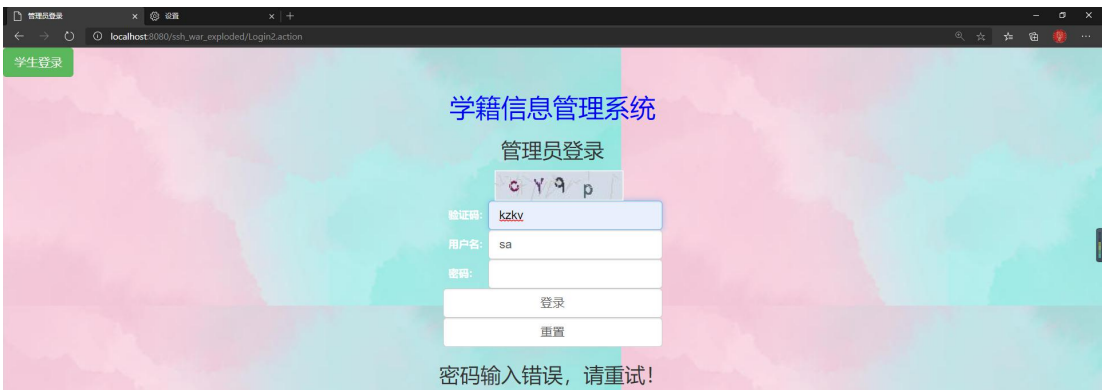 管理员登录
设置
localhost:8080/ssh_war_exploded/Login2.action
学生登录
学籍信息管理系统
管理员登录
c Y 9 p
验证码: kzkv
用户名: sa
密码:
登录
重置
密码输入错误，请重试！